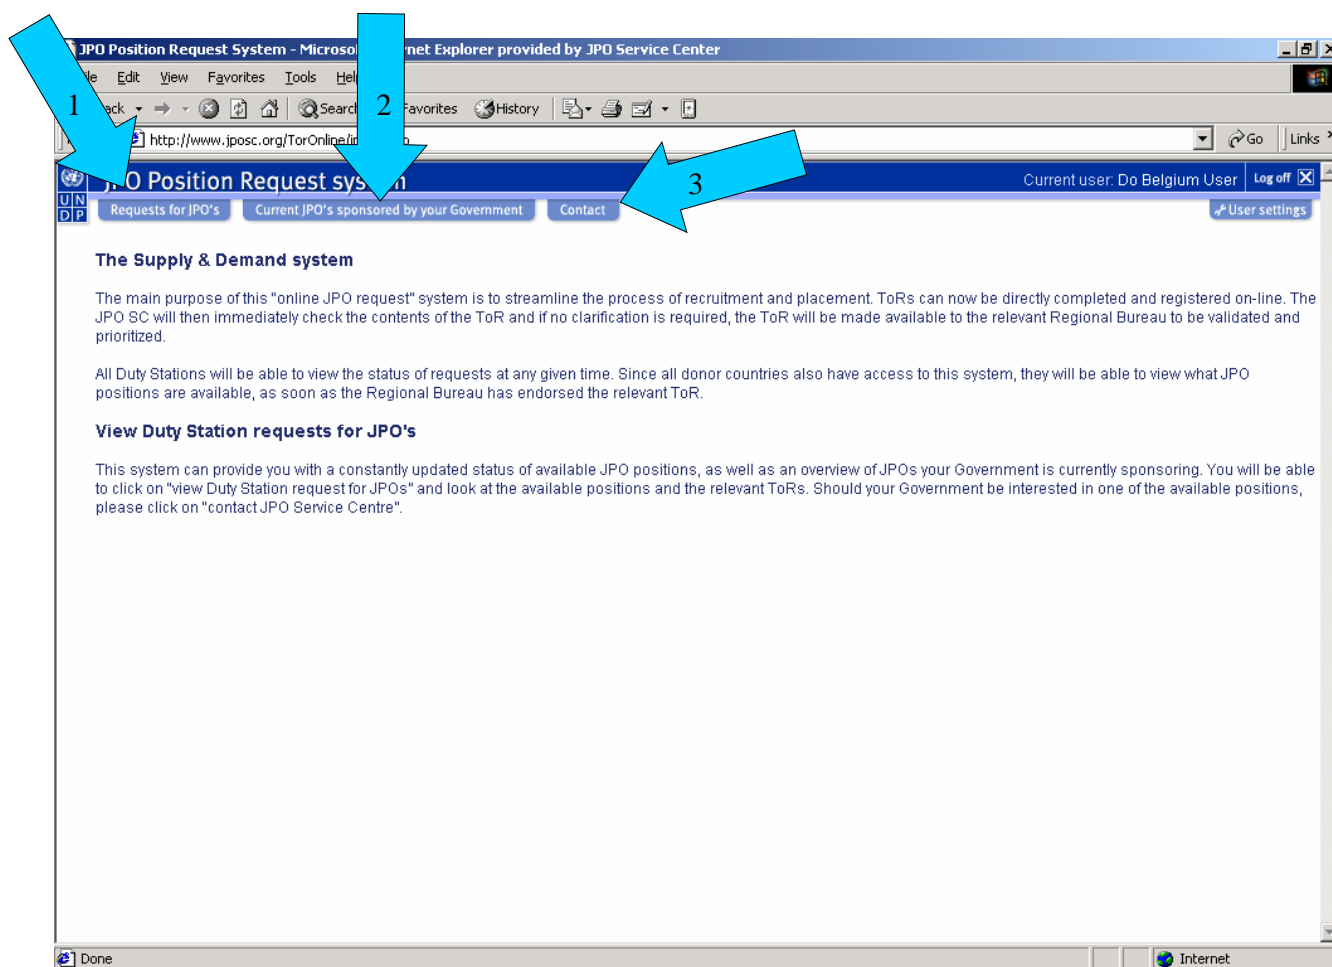 JPO Position Request System - Microso net Explorer provided by JPO Service Center
le Edit View Favorites Tools Hel
1 ack Search 2 avorites History
http://www.jposc.org/TorOnline/in Go Links
JPO Position Request system 3 Current user: Do Belgium User Log off
UN
DP
Requests for JPO's Current JPO's sponsored by your Government Contact User settings
The Supply & Demand system
The main purpose of this "online JPO request" system is to streamline the process of recruitment and placement. ToRs can now be directly completed and registered on-line. The
JPO SC will then immediately check the contents of the ToR and if no clarification is required, the ToR will be made available to the relevant Regional Bureau to be validated and
prioritized.
All Duty Stations will be able to view the status of requests at any given time. Since all donor countries also have access to this system, they will be able to view what JPO
positions are available, as soon as the Regional Bureau has endorsed the relevant ToR.
View Duty Station requests for JPO's
This system can provide you with a constantly updated status of available JPO positions, as well as an overview of JPOs your Government is currently sponsoring. You will be able
to click on "view Duty Station request for JPOs" and look at the available positions and the relevant ToRs. Should your Government be interested in one of the available positions,
please click on "contact JPO Service Centre".
Done Internet